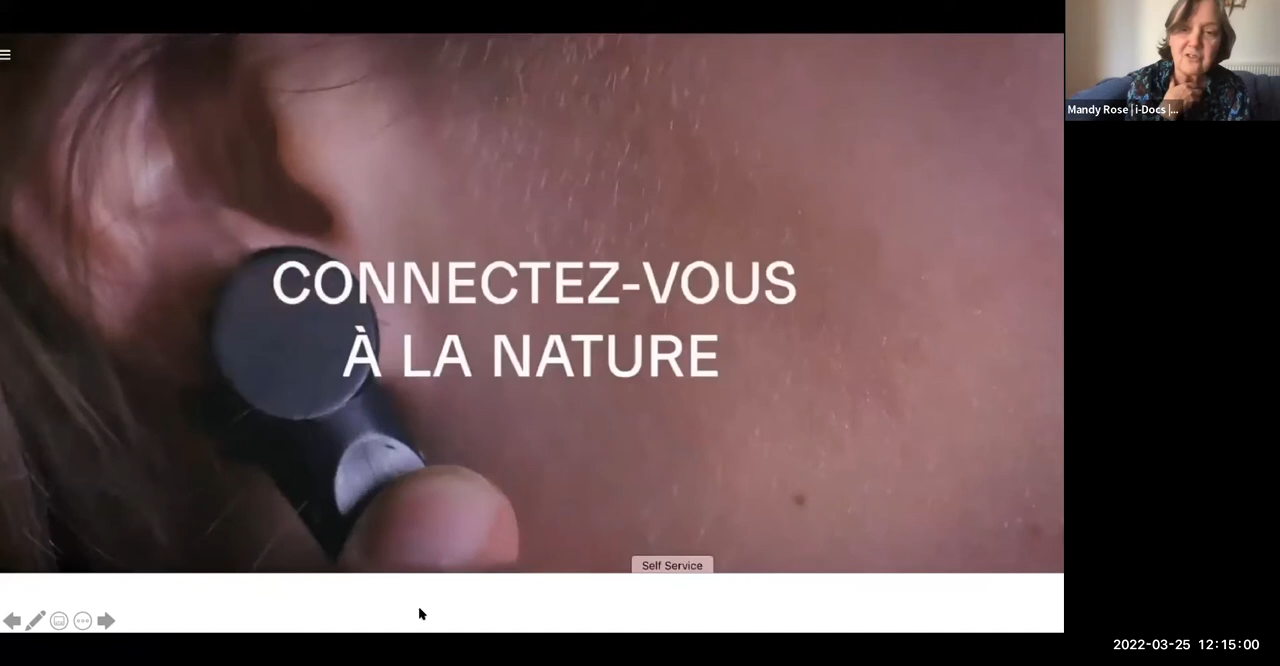 Mandy Rose | i-Docs |...
CONNECTEZ-VOUS
À LA NATURE
Self Service
2022-03-25 12:15:00